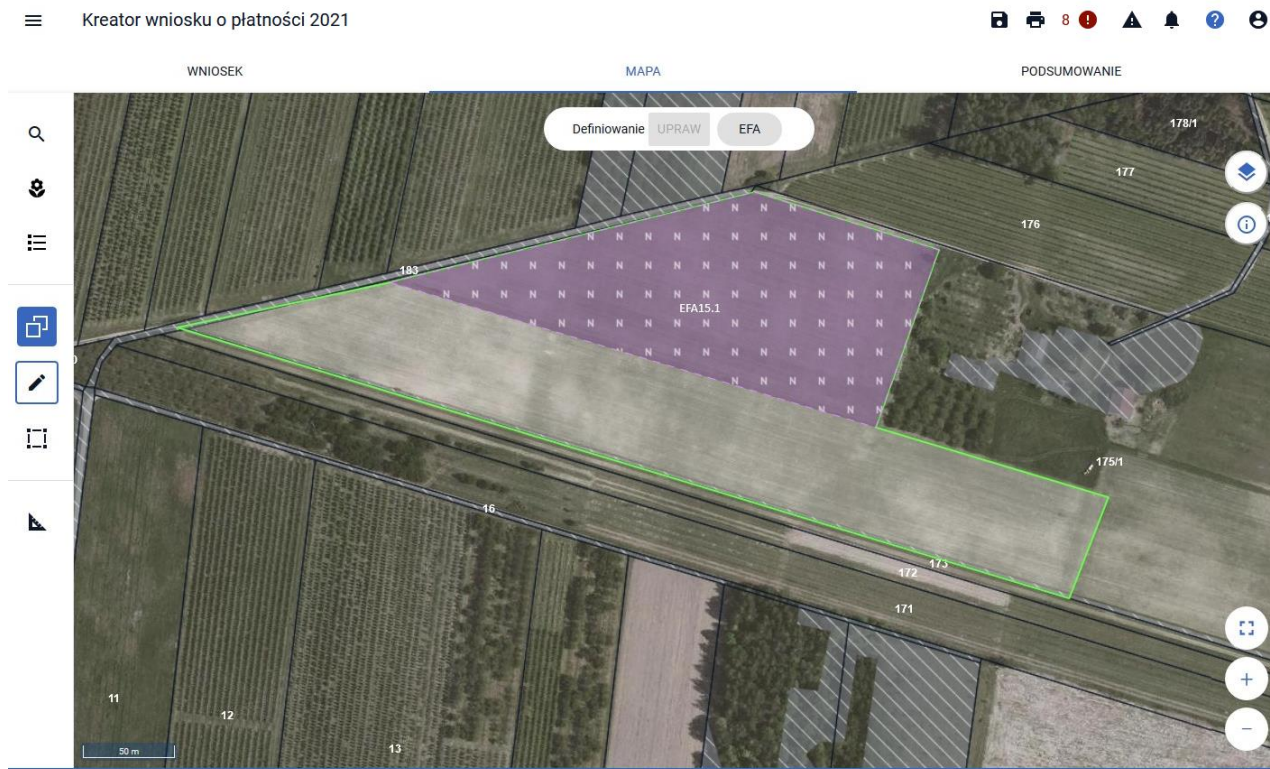 Kreator wniosku o płatności 2021
8
WNIOSEK
MAPA
PODSUMOWANIE
Definiowanie UPRAW EFA
178/1
177
176
183
N N N N
N N N N N N N N N N N
N N N N N N N N N N N N N N N N
EFA15.1
N N N N N N N N N N N N N N N N
N N N N N N N N N N N N N
N N N N N N N N N N
N N N N N N
N N N
175/1
16
173
172
171
11
12
13
50 m